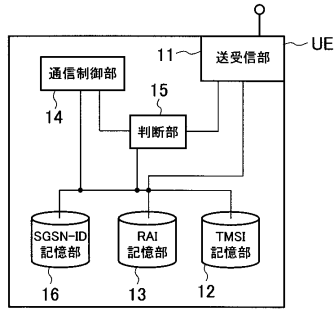 11
送受信部
UE
通信制御部
14
15
判断部
SGSN-ID
記憶部
RAI
記憶部
TMSI
記憶部
16
13
12